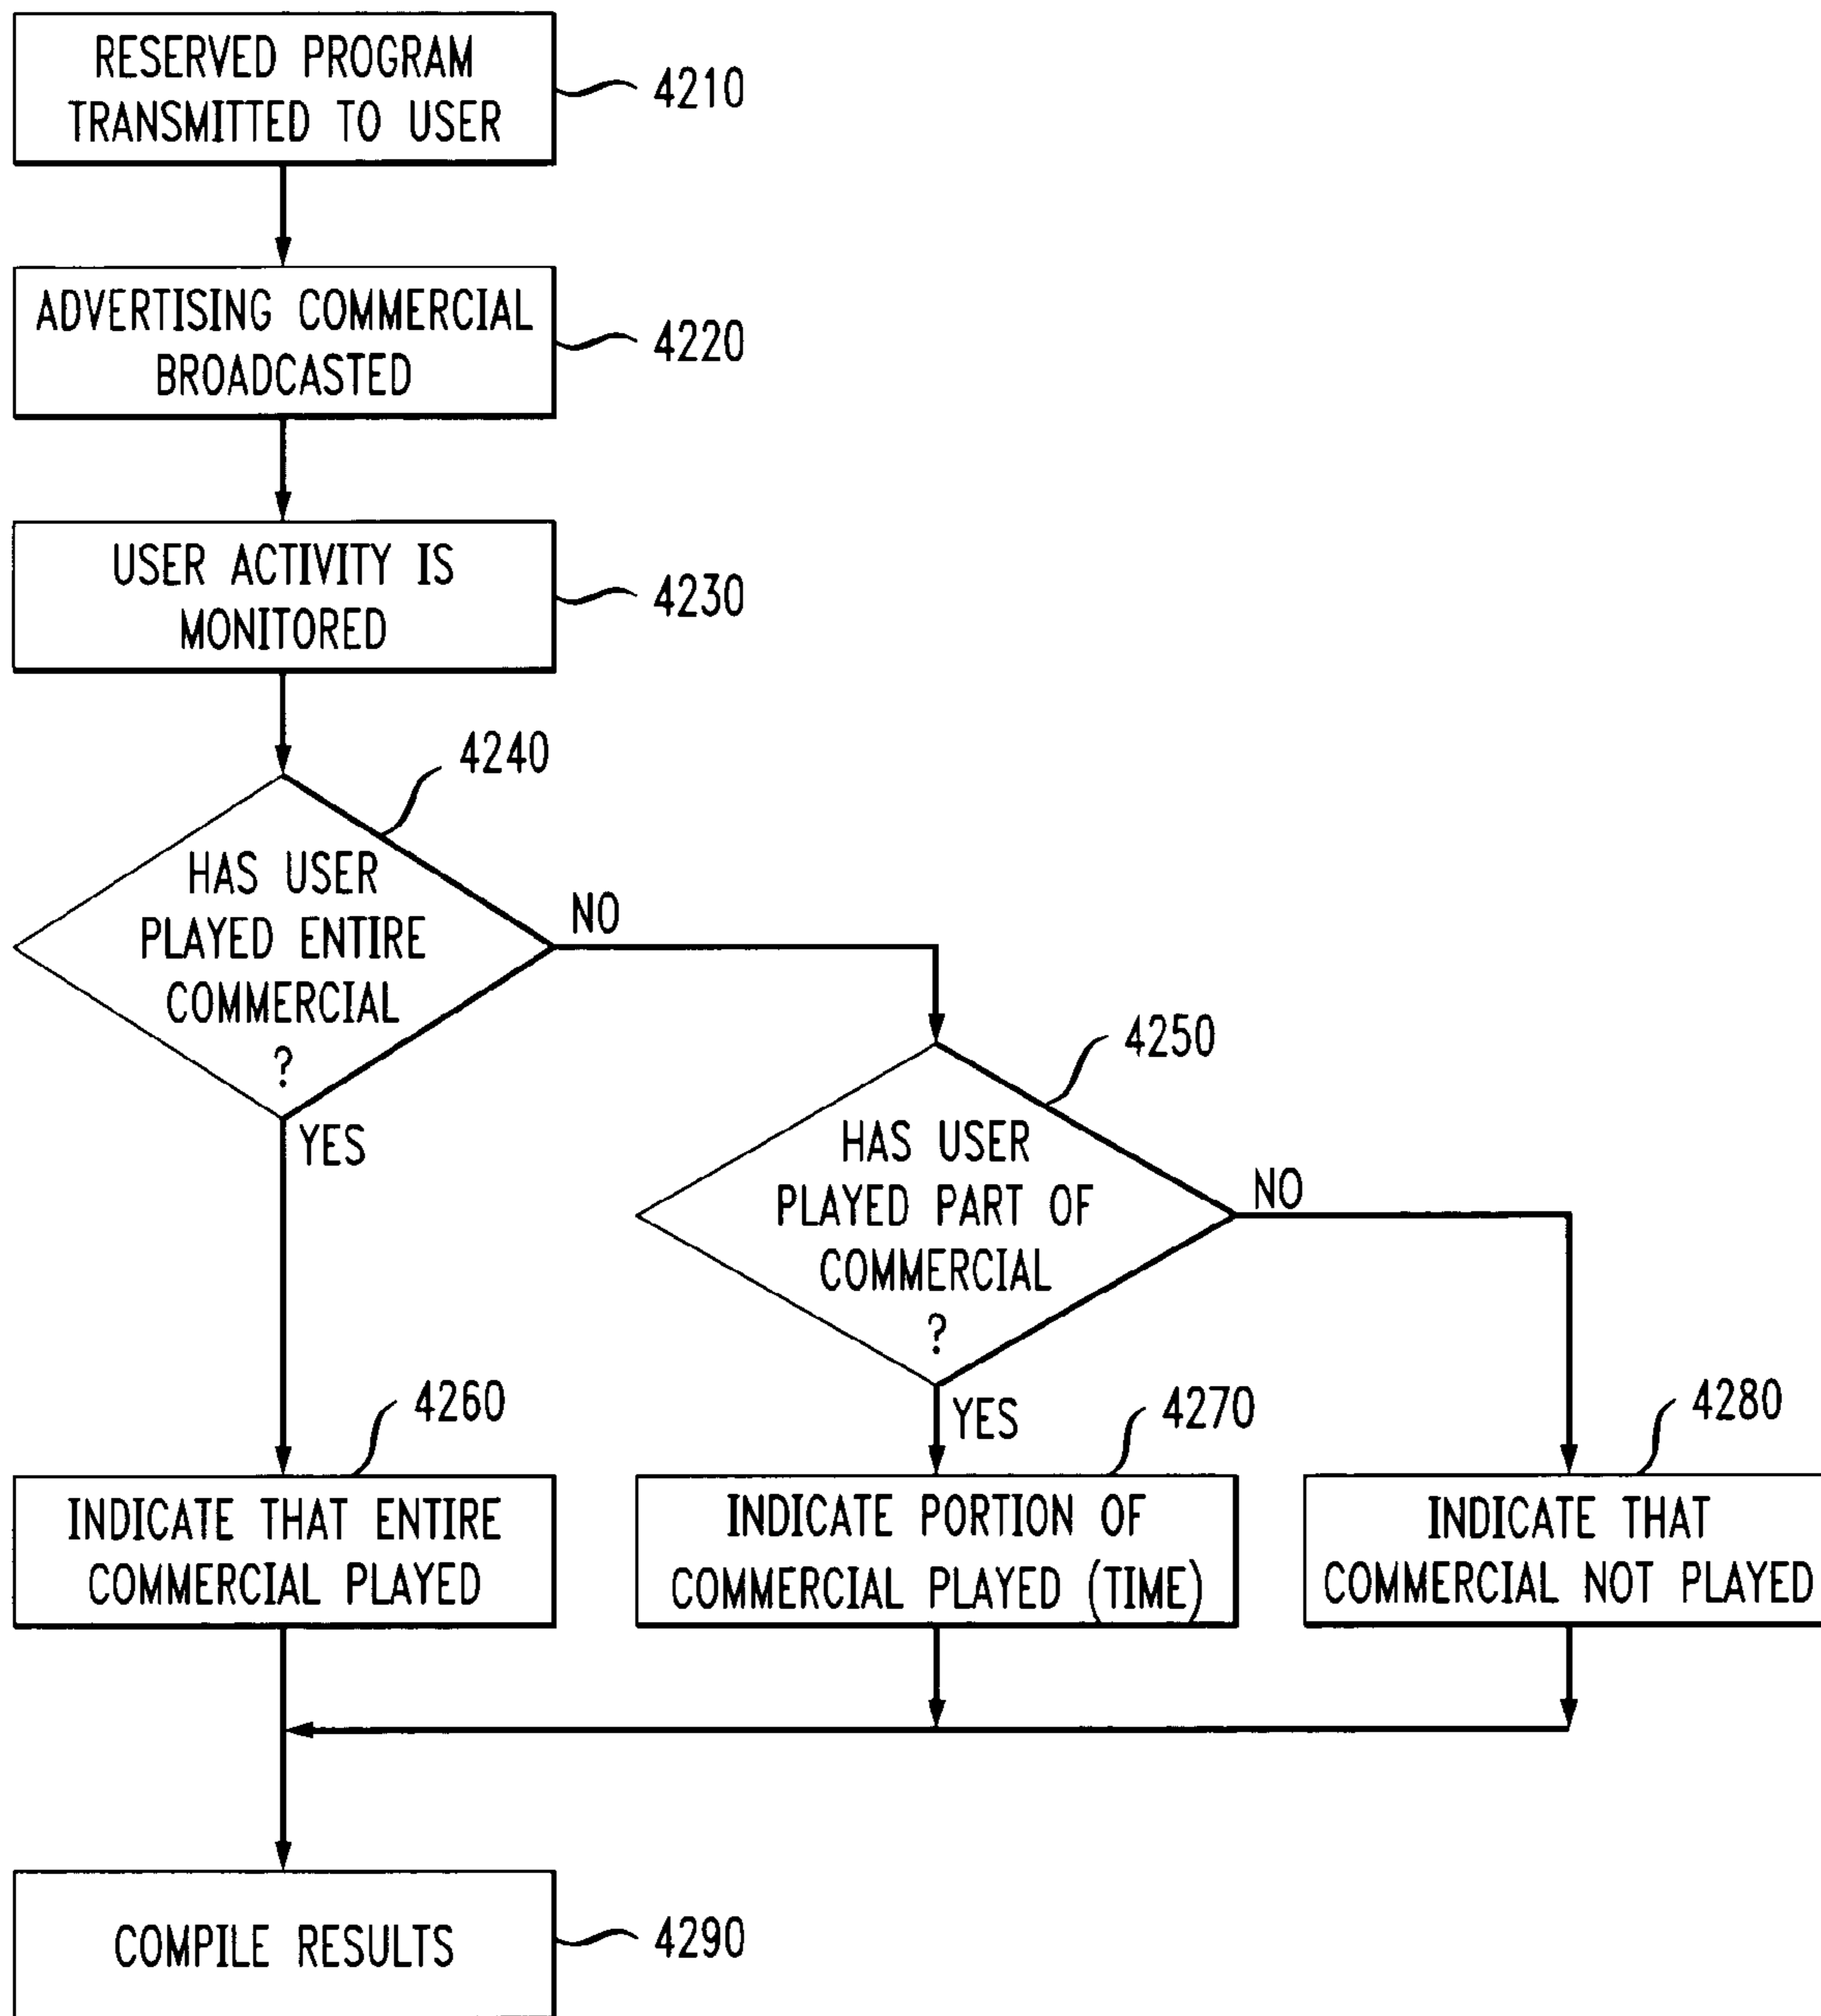 RESERVED PROGRAM
TRANSMITTED TO USER
4210
ADVERTISING COMMERCIAL
BROADCASTED
4220
USER ACTIVITY IS
MONITORED
4230
4240
HAS USER
PLAYED ENTIRE
COMMERCIAL
?
NO
YES
4250
HAS USER
PLAYED PART OF
COMMERCIAL
?
NO
YES
4260
INDICATE THAT ENTIRE
COMMERCIAL PLAYED
4270
INDICATE PORTION OF
COMMERCIAL PLAYED (TIME)
4280
INDICATE THAT
COMMERCIAL NOT PLAYED
COMPILE RESULTS
4290